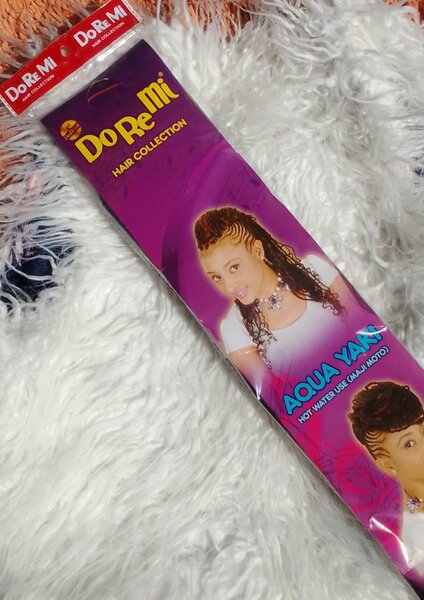 DOREMI
HAIR COLLECTION
DOREMI
HAIR COLLECTION
DoReMi
HAIR COLLECTION
AQUA YAKI
HOT WATER USE (MAJI MOTO)